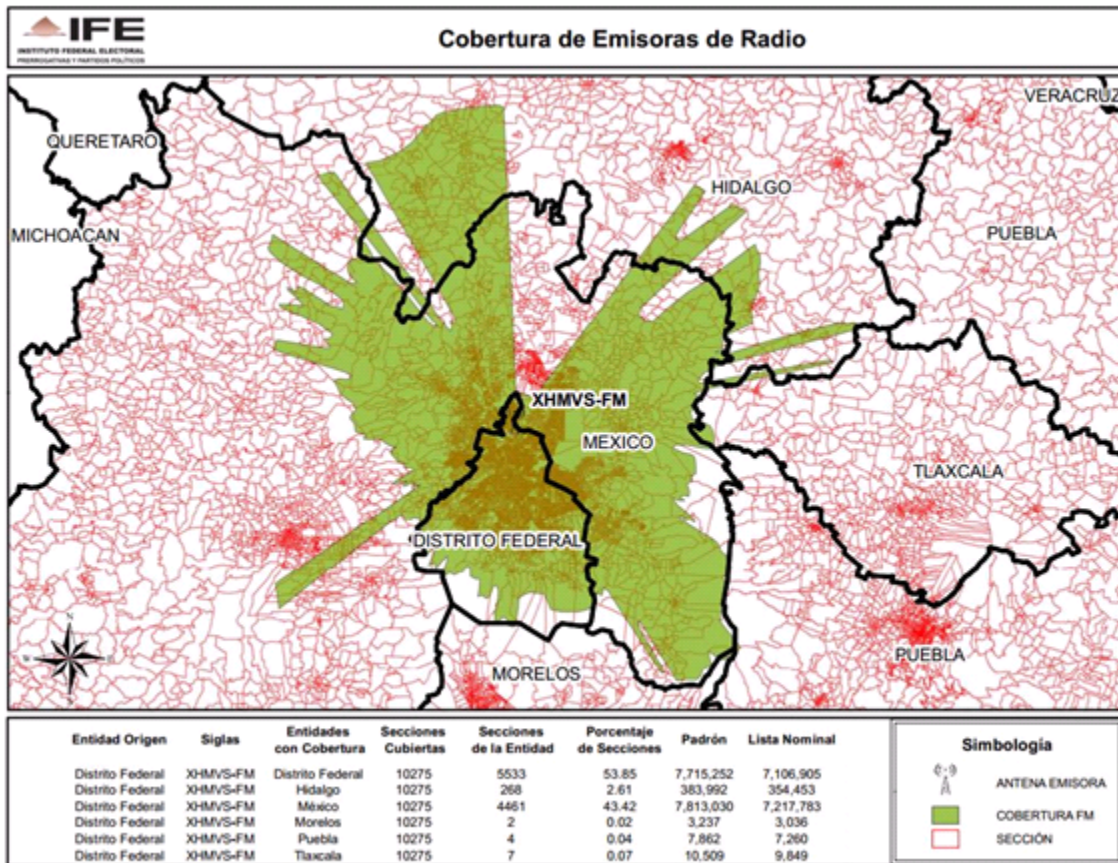 IFE
INSTITUTO FEDERAL ELECTORAL
PRERROGATIVAS Y PARTIDOS POLÍTICOS
Cobertura de Emisoras de Radio
VERACRUZ
QUERETARO
HIDALGO
MICHOACAN
PUEBLA
XHMVS-FM
MEXICO
TLAXCALA
DISTRITO FEDERAL
PUEBLA
MORELOS
Entidad Origen Siglas Entidades con Cobertura Secciones Cubiertas Secciones de la Entidad Porcentaje de Secciones Padrón Lista Nominal
Distrito Federal XHMVS-FM Distrito Federal 10275 5533 53.85 7,715,252 7,106,905
Distrito Federal XHMVS-FM Hidalgo 10275 268 2.61 383,992 354,453
Distrito Federal XHMVS-FM México 10275 4461 43.42 7,813,030 7,217,783
Distrito Federal XHMVS-FM Morelos 10275 2 0.02 3,237 3,036
Distrito Federal XHMVS-FM Puebla 10275 4 0.04 7,862 7,260
Distrito Federal XHMVS-FM Tlaxcala 10275 7 0.07 10,509 9,849
Simbología
ANTENA EMISORA
COBERTURA FM
SECCIÓN